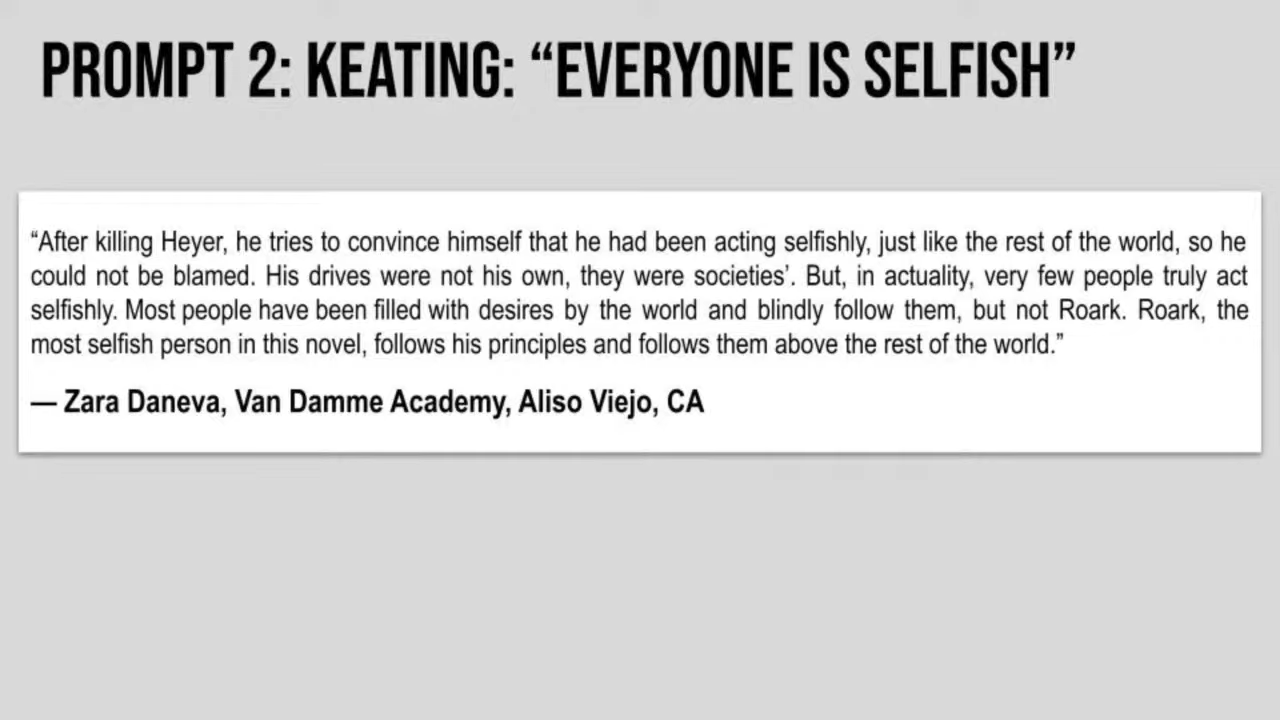 PROMPT 2: KEATING: “EVERYONE IS SELFISH”
“After killing Heyer, he tries to convince himself that he had been acting selfishly, just like the rest of the world, so he
could not be blamed. His drives were not his own, they were societies’. But, in actuality, very few people truly act
selfishly. Most people have been filled with desires by the world and blindly follow them, but not Roark. Roark, the
most selfish person in this novel, follows his principles and follows them above the rest of the world.”
— Zara Daneva, Van Damme Academy, Aliso Viejo, CA